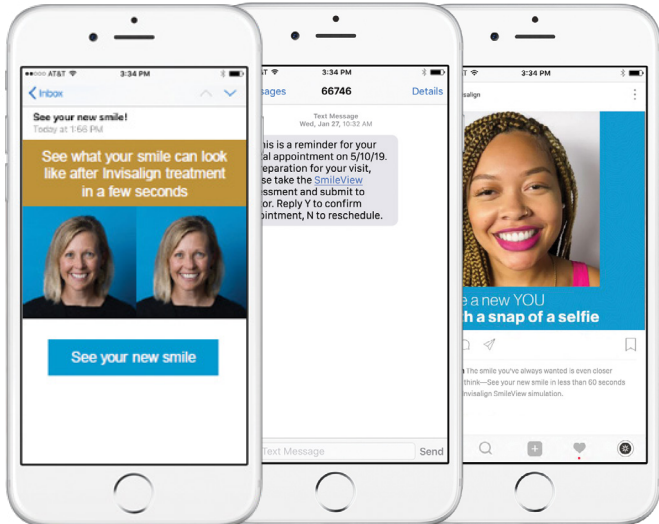 AT&T 3:34 PM
Inbox
See your new smile!
Today at 1:56 PM
See what your smile can look
like after Invisalign treatment
in a few seconds
See your new smile
T 3:34 PM
sages 66746 Details
Text Message
Wed, Jan 27, 10:32 AM
his is a reminder for your
al appointment on 5/10/19.
eparation for your visit,
se take the SmileView
essment and submit to
or. Reply Y to confirm
ointment, N to reschedule.
Text Message Send
T 3:34 PM
salign
e a new YOU
h a snap of a selfie
The smile you've always wanted is even closer
think—See your new smile in less than 60 seconds
nvisalign SmileView simulation.